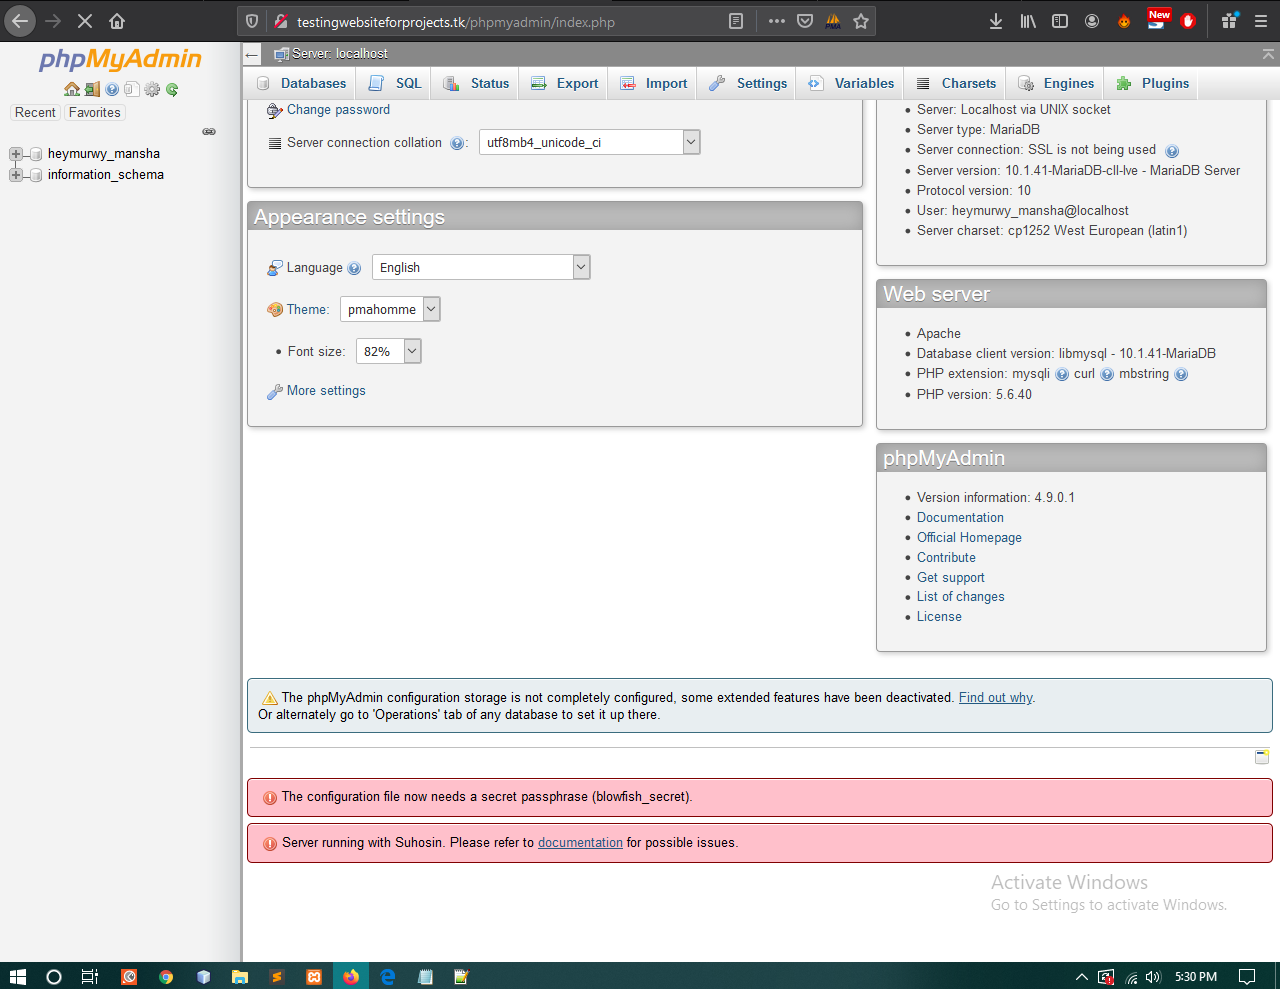 testingwebsiteforprojects.tk/phpmyadmin/index.php
New
phpMyAdmin
Recent Favorites
heymurwy_mansha
information_schema
Server: localhost
Databases SQL Status Export Import Settings Variables Charsets Engines Plugins
Change password
Server connection collation : utf8mb4_unicode_ci
Appearance settings
Language English
Theme: pmahomme
Font size: 82%
More settings
Server: Localhost via UNIX socket
Server type: MariaDB
Server connection: SSL is not being used
Server version: 10.1.41-MariaDB-cll-lve - MariaDB Server
Protocol version: 10
User: heymurwy_mansha@localhost
Server charset: cp1252 West European (latin1)
Web server
Apache
Database client version: libmysql - 10.1.41-MariaDB
PHP extension: mysqli curl mbstring
PHP version: 5.6.40
phpMyAdmin
Version information: 4.9.0.1
Documentation
Official Homepage
Contribute
Get support
List of changes
License
The phpMyAdmin configuration storage is not completely configured, some extended features have been deactivated. Find out why.
Or alternately go to 'Operations' tab of any database to set it up there.
The configuration file now needs a secret passphrase (blowfish_secret).
Server running with Suhosin. Please refer to documentation for possible issues.
Activate Windows
Go to Settings to activate Windows.
5:30 PM